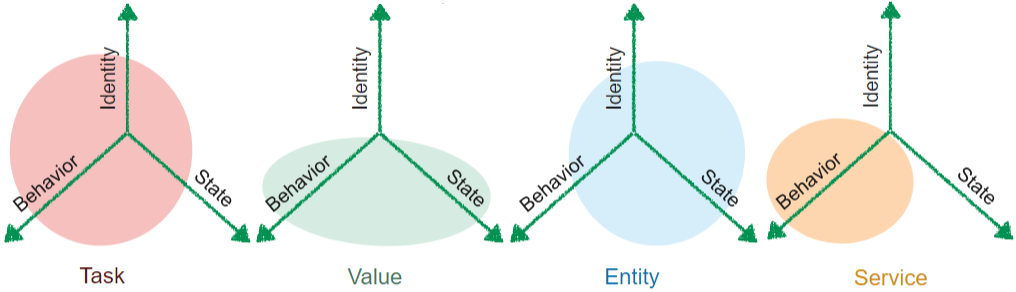 Identity
Behavior
State
Task
Identity
Behavior
State
Value
Identity
Behavior
State
Entity
Identity
Behavior
State
Service